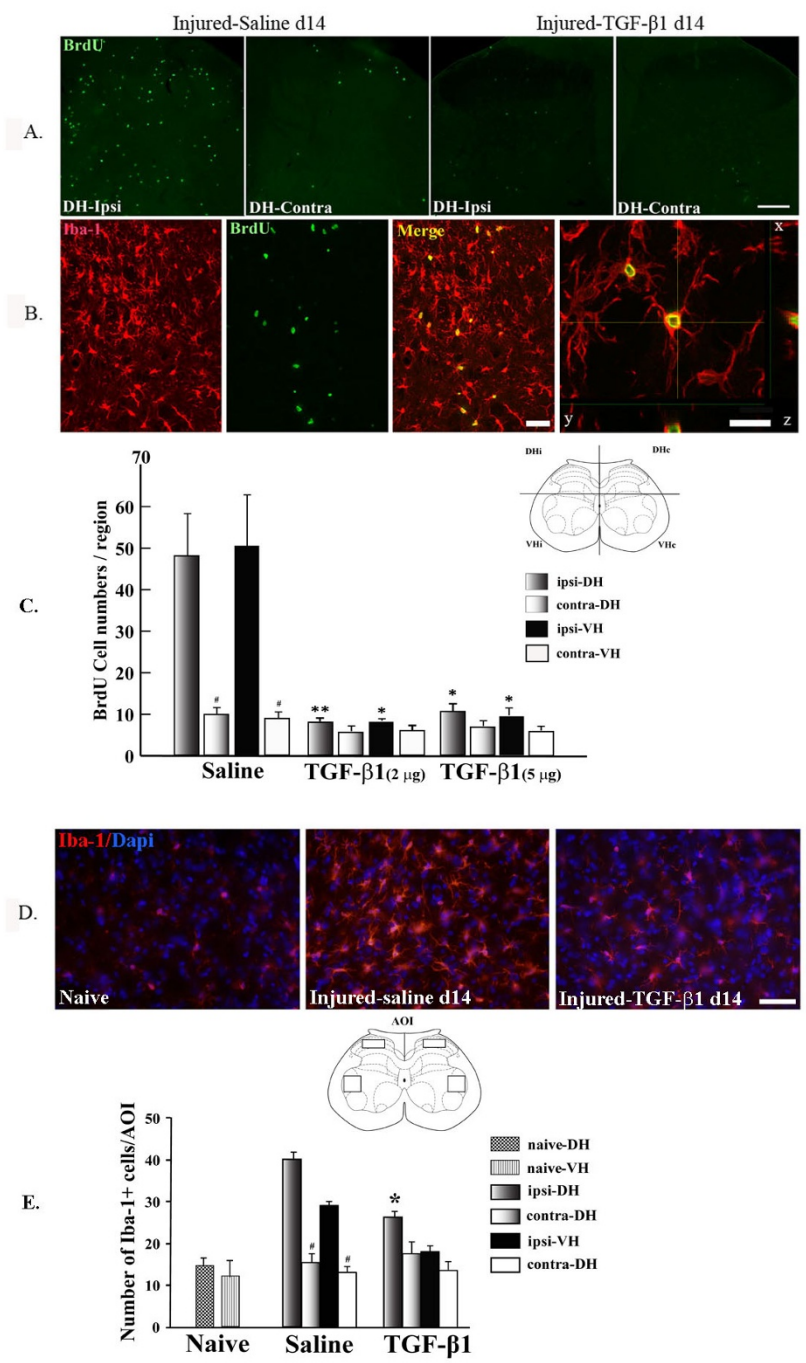 Injured-Saline d14 Injured-TGF-β1 d14
BrdU
A.
DH-Ipsi DH-Contra DH-Ipsi DH-Contra
Iba-1 BrdU Merge x
B.
y z
70
60
50
40
30
20
10
0
BrdU Cell numbers / region
C.
# # ** * * *
Saline TGF-β1(2 μg) TGF-β1(5 μg)
DHi DHc
VHi VHc
ipsi-DH
contra-DH
ipsi-VH
contra-VH
Iba-1/Dapi
D.
Naive Injured-saline d14 Injured-TGF-β1 d14
AOI
E.
Number of Iba-1+ cells/AOI
50
40
30
20
10
0
# # *
Naive Saline TGF-β1
naive-DH
naive-VH
ipsi-DH
contra-DH
ipsi-VH
contra-DH